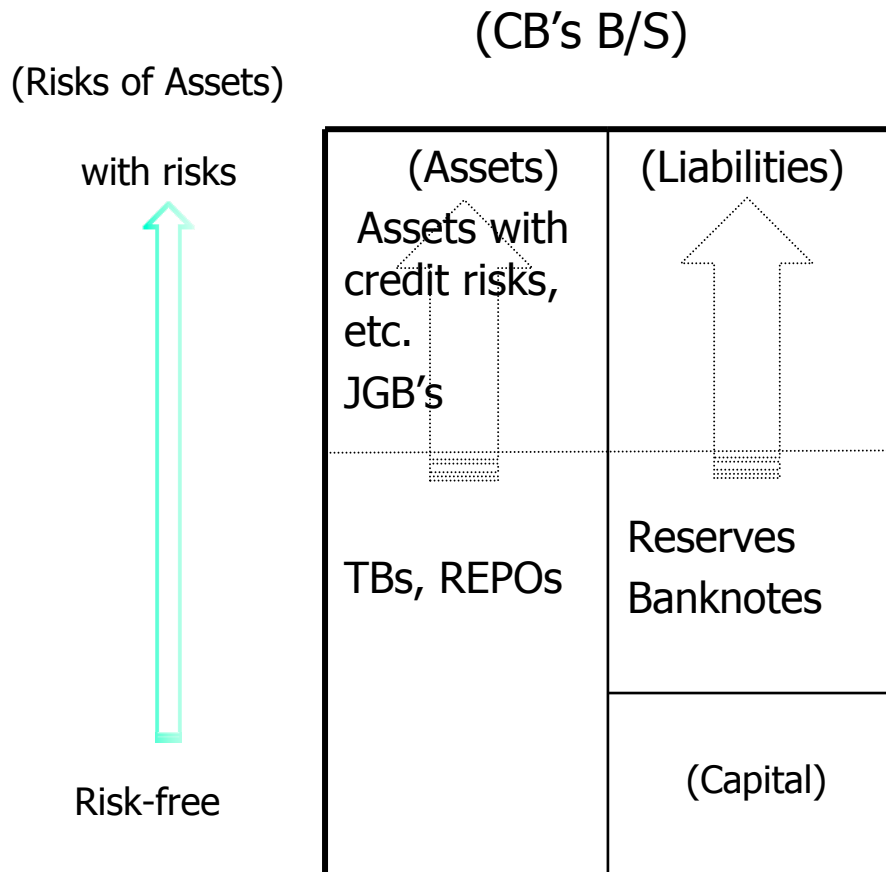 (CB’s B/S)
(Risks of Assets)
with risks
Risk-free
(Assets)
Assets with
credit risks,
etc.
JGB’s
TBs, REPOs
(Liabilities)
Reserves
Banknotes
(Capital)